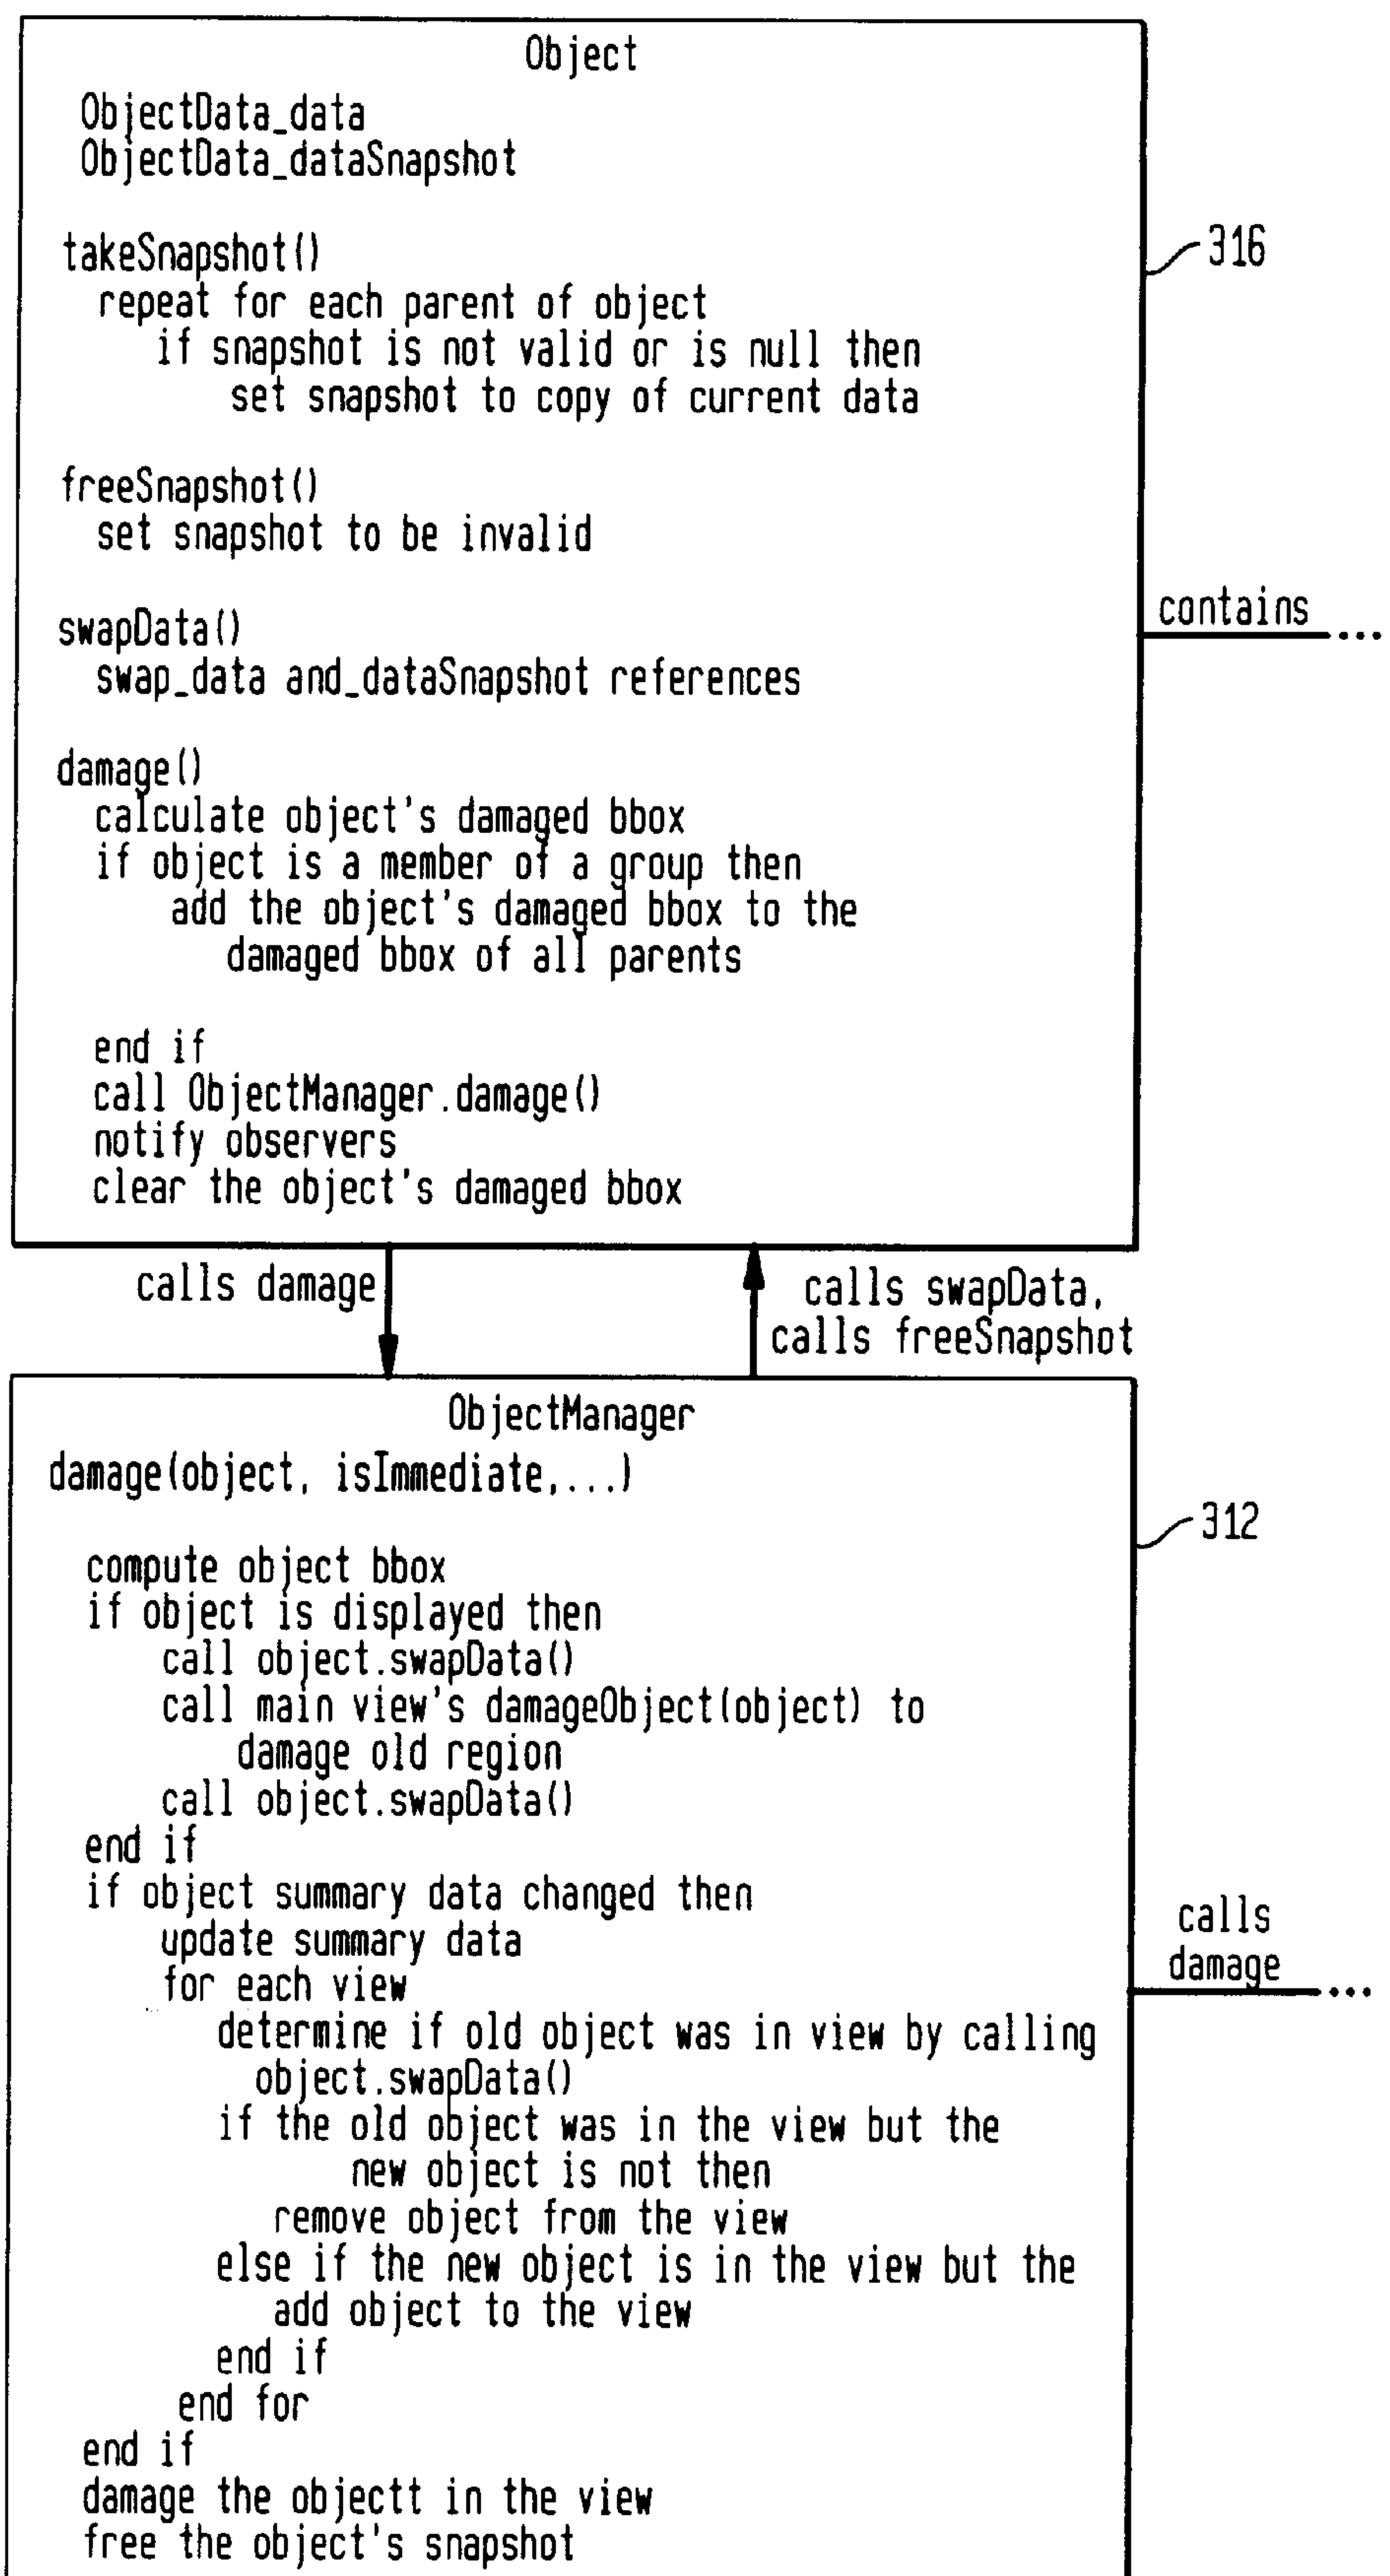 Object
ObjectData_data
ObjectData_dataSnapshot
takeSnapshot()
repeat for each parent of object
if snapshot is not valid or is null then
set snapshot to copy of current data
316
freeSnapshot()
set snapshot to be invalid
contains ...
swapData()
swap_data and_dataSnapshot references
damage()
calculate object's damaged bbox
if object is a member of a group then
add the object's damaged bbox to the
damaged bbox of all parents
end if
call ObjectManager.damage()
notify observers
clear the object's damaged bbox
calls damage
calls swapData,
calls freeSnapshot
ObjectManager
damage(object, isImmediate,...)
312
compute object bbox
if object is displayed then
call object.swapData()
call main view's damageObject(object) to
damage old region
call object.swapData()
end if
if object summary data changed then
update summary data
for each view
calls
damage ...
determine if old object was in view by calling
object.swapData()
if the old object was in the view but the
new object is not then
remove object from the view
else if the new object is in the view but the
add object to the view
end if
end for
end if
damage the objectt in the view
free the object's snapshot